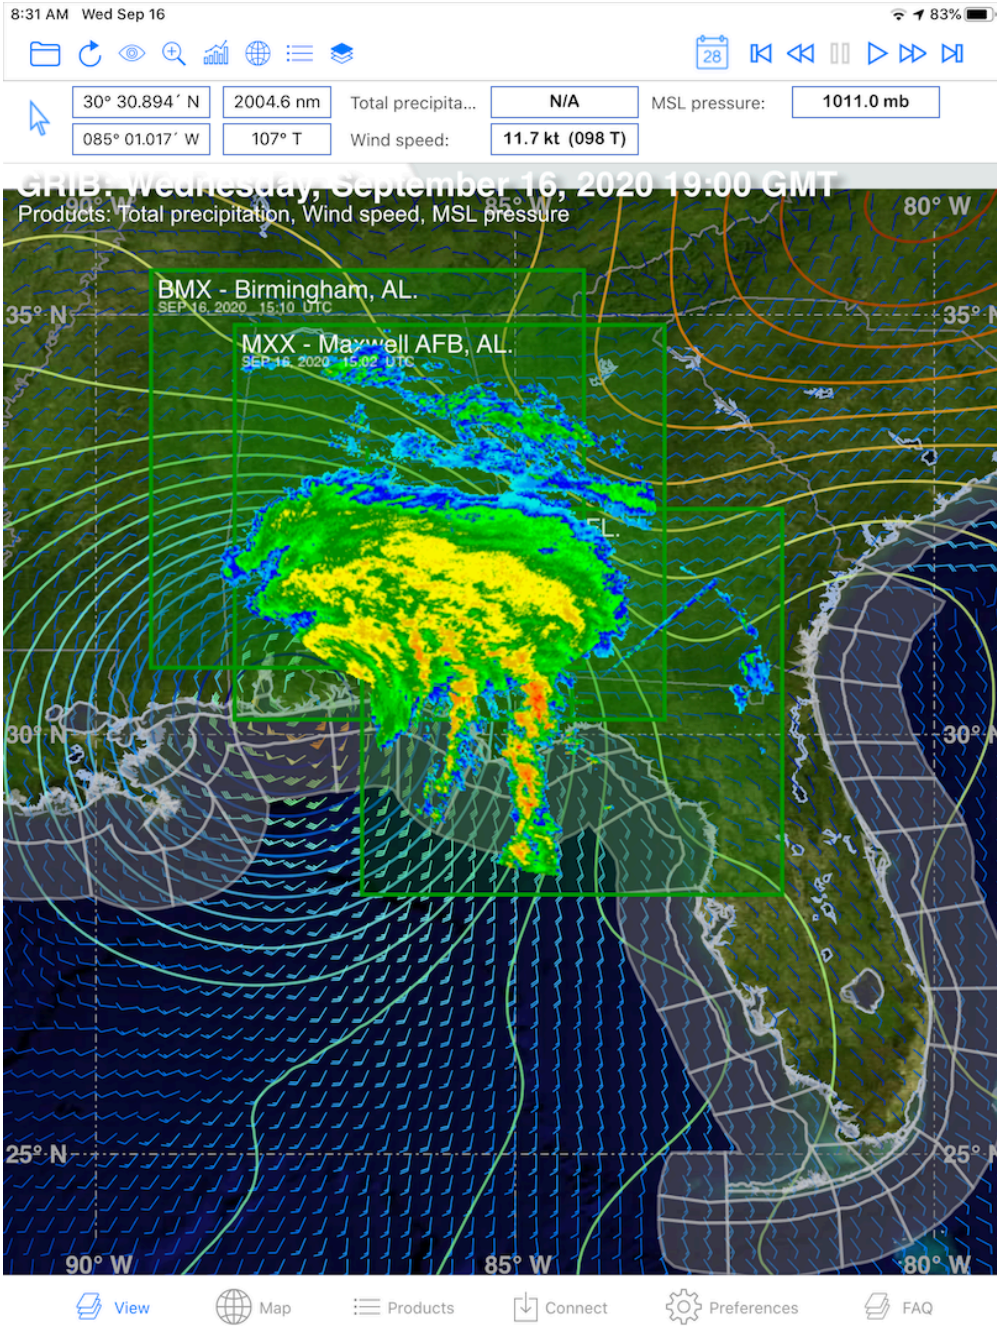 8:31 AM Wed Sep 16 83%
28
30° 30.894´ N 2004.6 nm Total precipita... N/A MSL pressure: 1011.0 mb
085° 01.017´ W 107° T Wind speed: 11.7 kt (098 T)
GRIB: Wednesday, September 16, 2020 19:00 GMT
90° W 85° W 80° W
Products: Total precipitation, Wind speed, MSL pressure
BMX - Birmingham, AL.
SEP 16, 2020 15:10 UTC
35° N 35° N
MXX - Maxwell AFB, AL.
SEP 16, 2020 15:02 UTC
FL.
30° N 30° N
25° N 25° N
90° W 85° W 80° W
View Map Products Connect Preferences FAQ